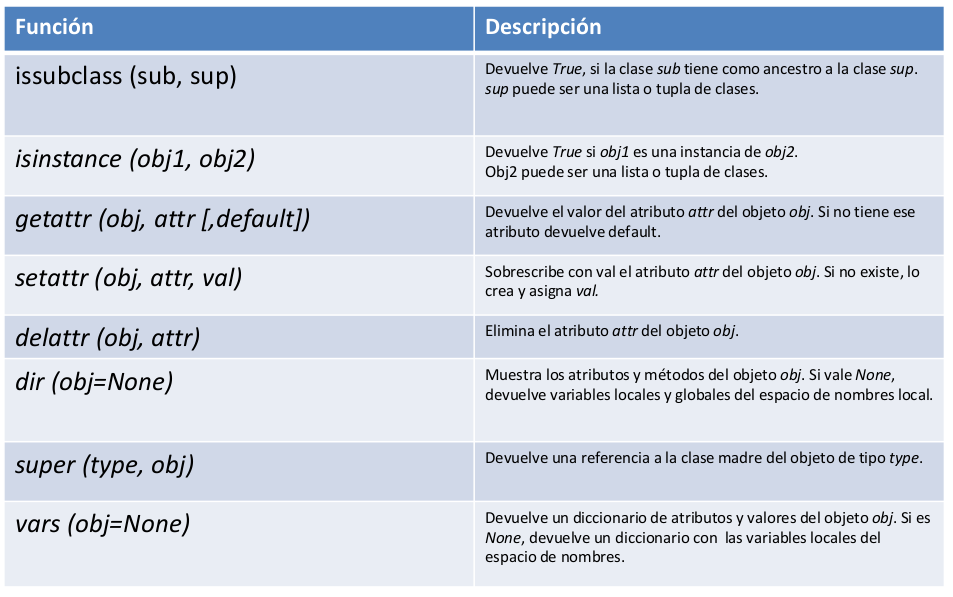 Función
Descripción
issubclass (sub, sup)
Devuelve True, si la clase sub tiene como ancestro a la clase sup.
sup puede ser una lista o tupla de clases.
isinstance (obj1, obj2)
Devuelve True si obj1 es una instancia de obj2.
Obj2 puede ser una lista o tupla de clases.
getattr (obj, attr [,default])
Devuelve el valor del atributo attr del objeto obj. Si no tiene ese
atributo devuelve default.
setattr (obj, attr, val)
Sobrescribe con val el atributo attr del objeto obj. Si no existe, lo
crea y asigna val.
delattr (obj, attr)
Elimina el atributo attr del objeto obj.
dir (obj=None)
Muestra los atributos y métodos del objeto obj. Si vale None,
devuelve variables locales y globales del espacio de nombres local.
super (type, obj)
Devuelve una referencia a la clase madre del objeto de tipo type.
vars (obj=None)
Devuelve un diccionario de atributos y valores del objeto obj. Si es
None, devuelve un diccionario con las variables locales del
espacio de nombres.